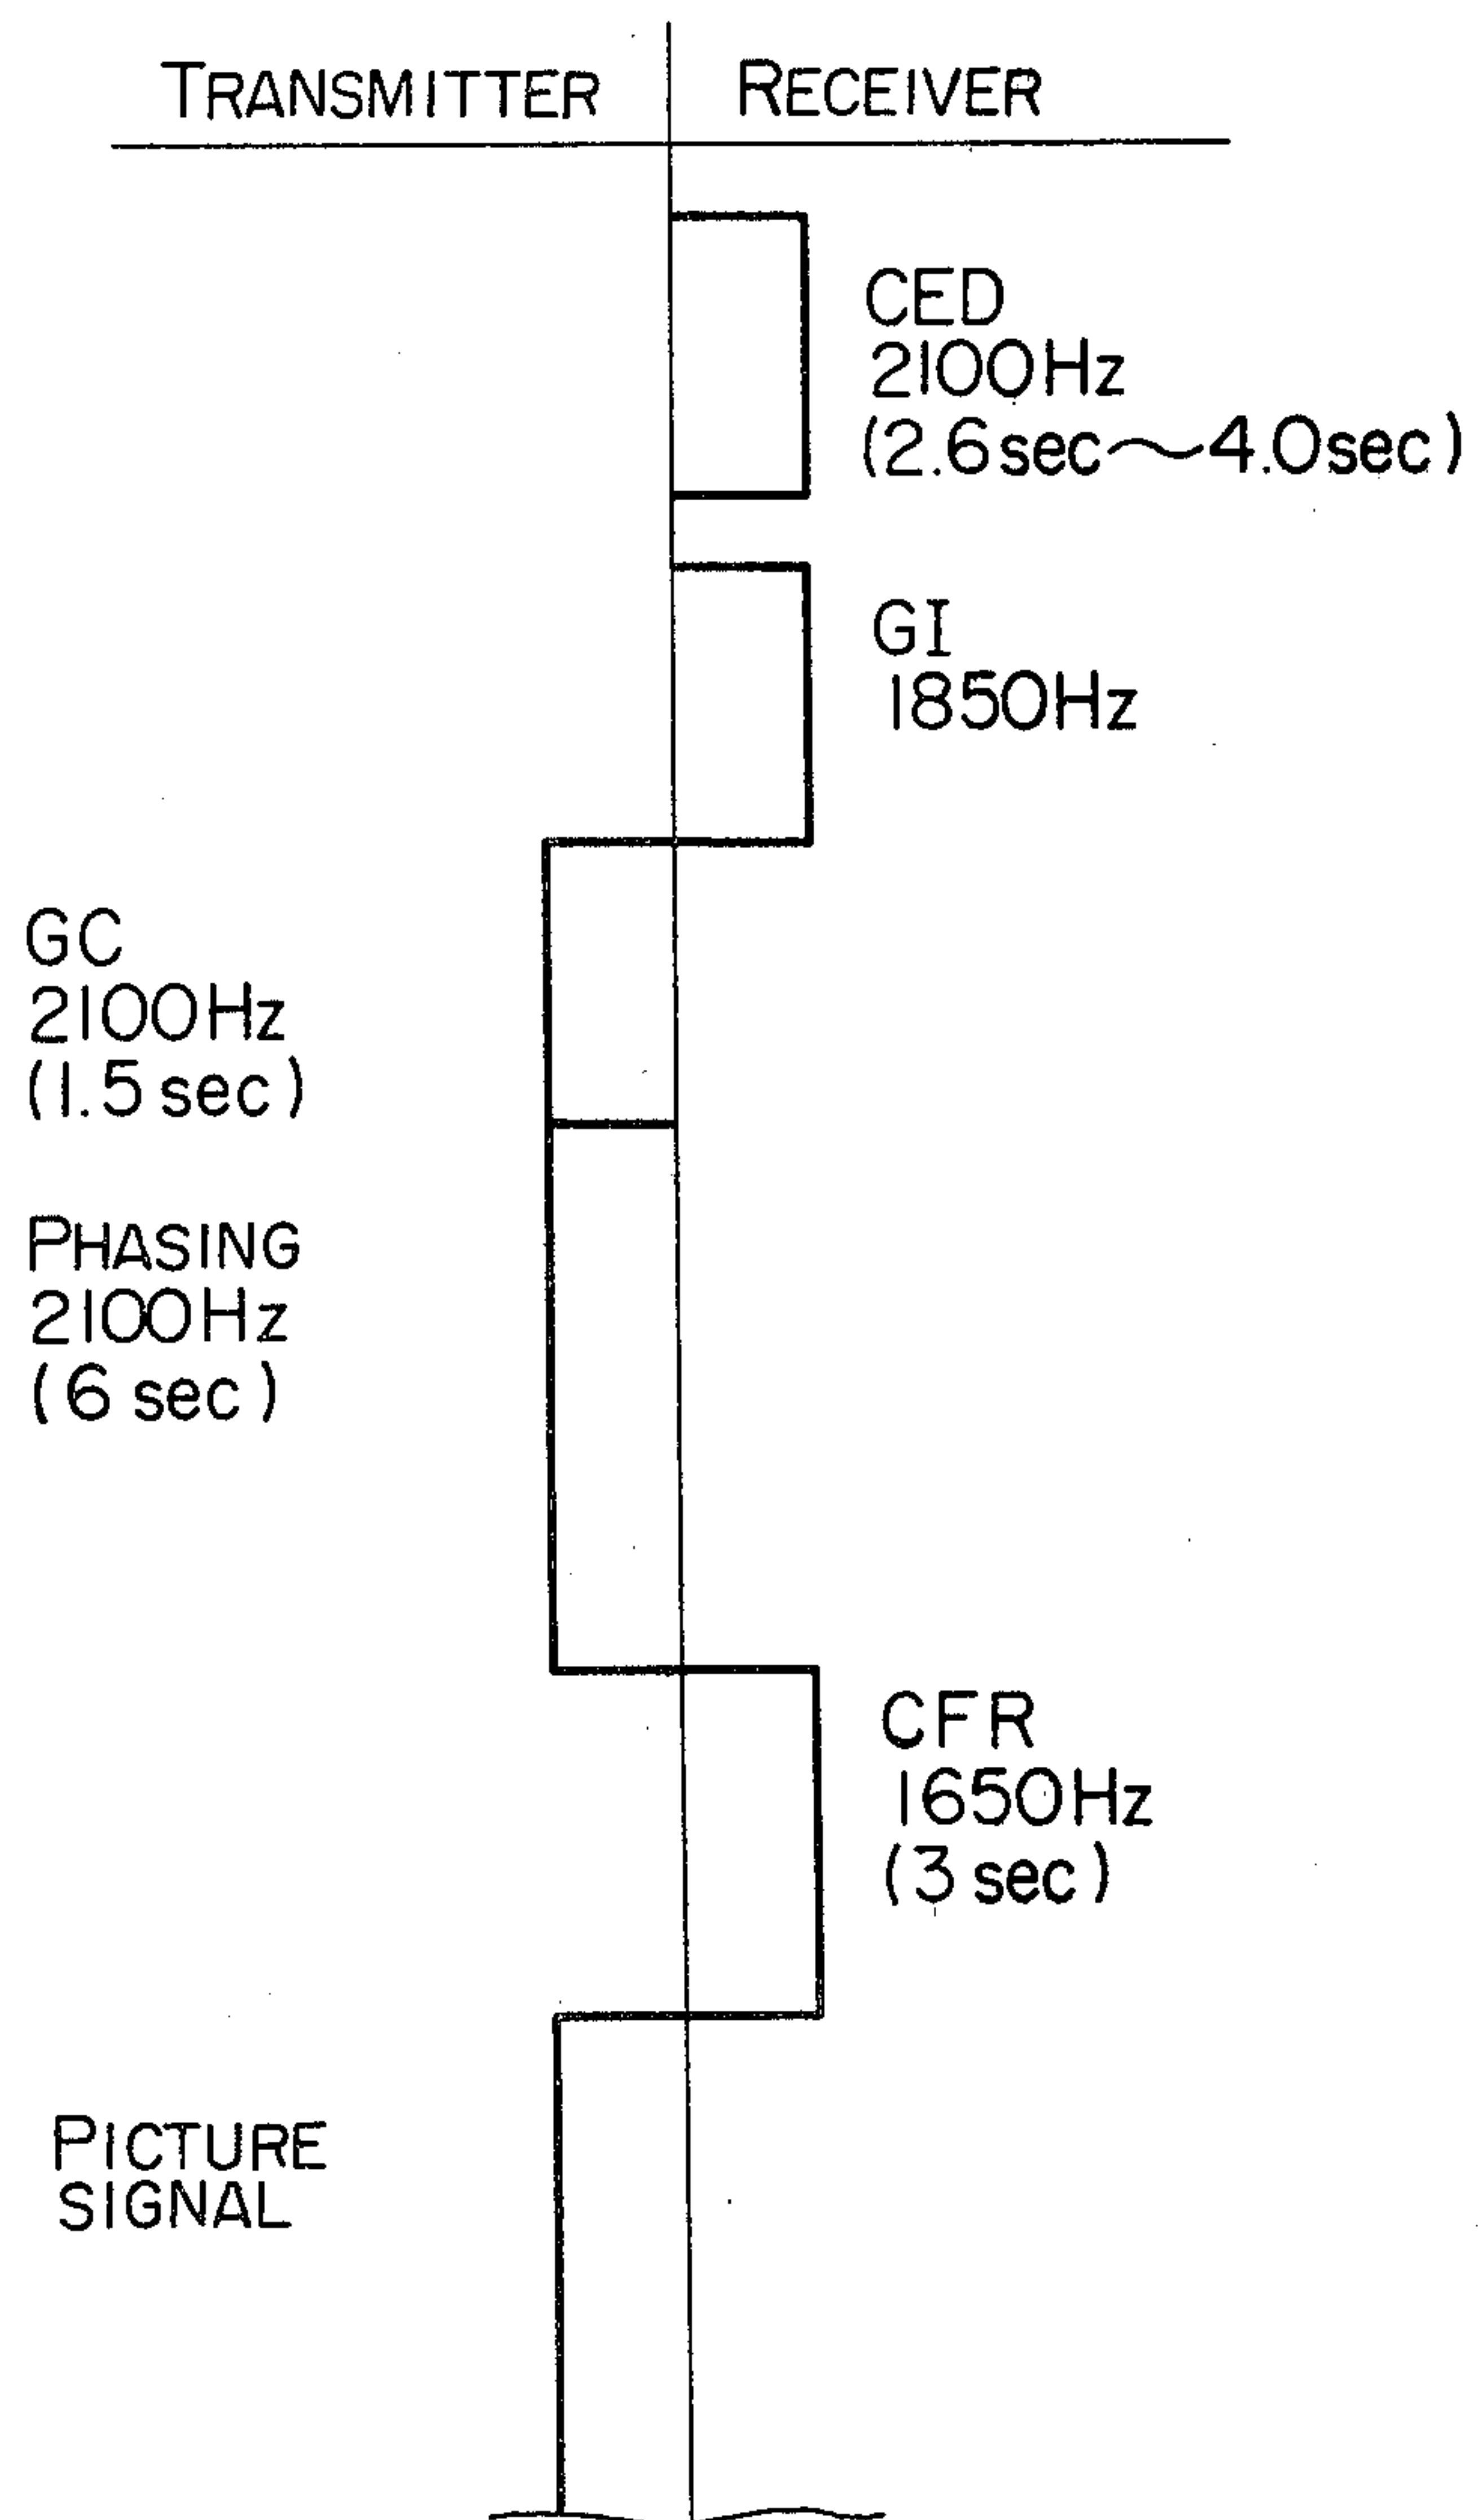 TRANSMITTER RECEIVER
CED
2100Hz
(2.6sec~4.0sec)
GI
1850Hz
GC
2100Hz
(1.5 sec)
PHASING
2100Hz
(6 sec)
CFR
1650Hz
(3 sec)
PICTURE
SIGNAL